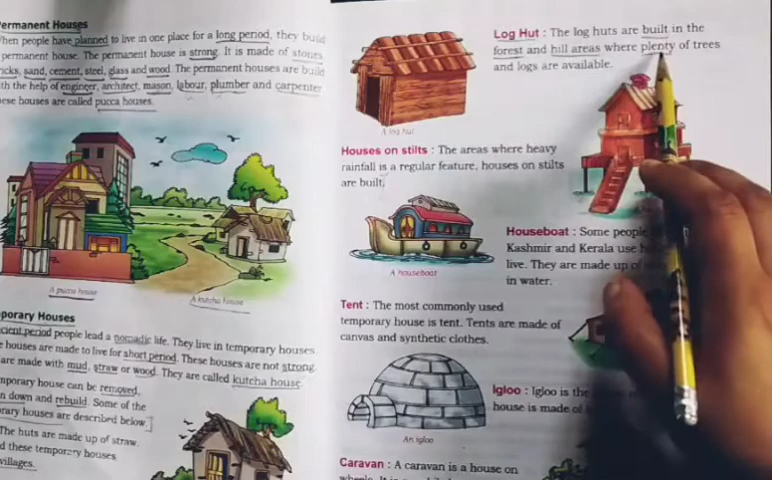 Permanent Houses
When people have planned to live in one place for a long period, they build
permanent house. The permanent house is strong. It is made of stones
bricks, sand, cement, steel, glass and wood. The permanent houses are build
with the help of engineer, architect, mason, labour, plumber and carpenter
These houses are called pucca houses.
A pucca house
A kutcha house
Temporary Houses
ancient period people lead a nomadic life. They live in temporary houses
houses are made to live for short period. These houses are not strong
are made with mud, straw or wood. They are called kutcha house.
temporary house can be removed,
down and rebuild. Some of the
temporary houses are described below.
The huts are made up of straw.
these temporary houses
villages.
Log Hut : The log huts are built in the
forest and hill areas where plenty of trees
and logs are available.
A log hut
Houses on stilts : The areas where heavy
rainfall is a regular feature, houses on stilts
are built.
Houseboat : Some people
Kashmir and Kerala use
live. They are made up of
in water.
A houseboat
Tent : The most commonly used
temporary house is tent. Tents are made of
canvas and synthetic clothes.
Igloo : Igloo is the
house is made of
An igloo
Caravan : A caravan is a house on